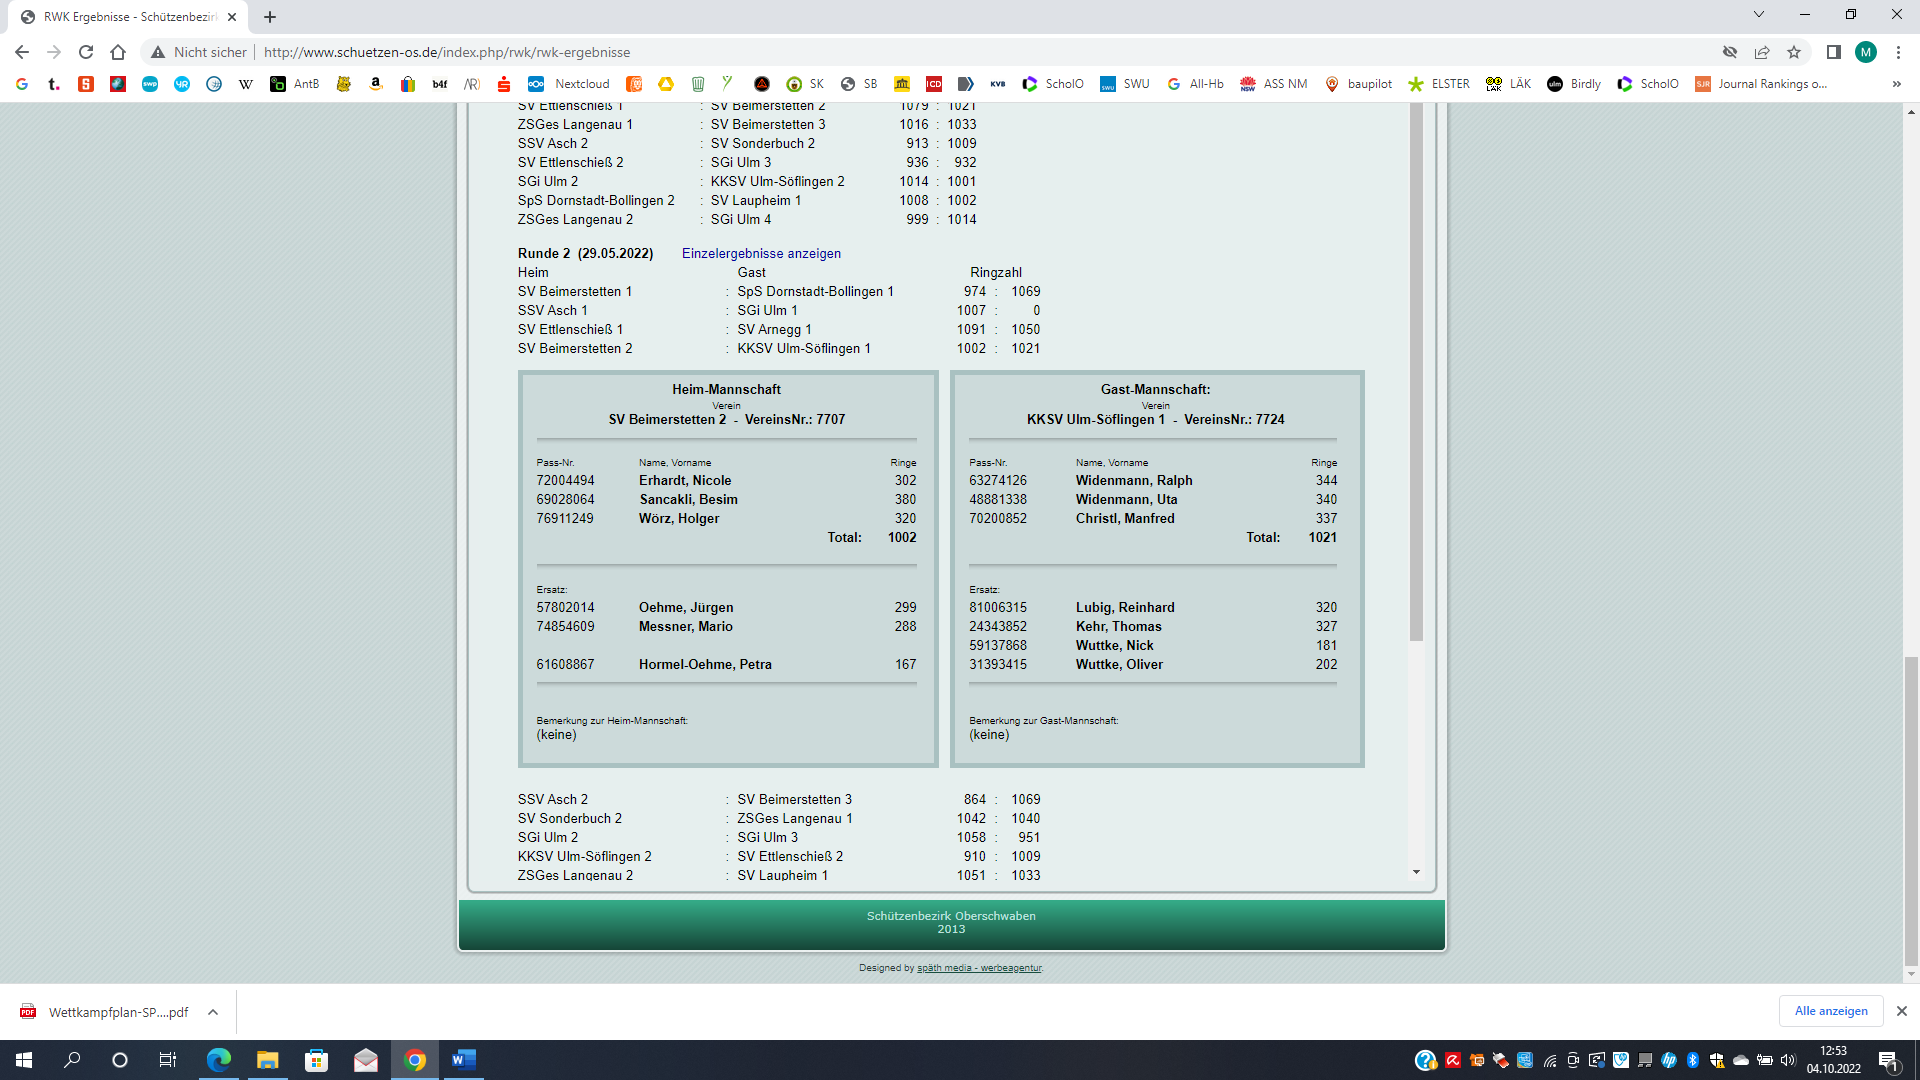 RWK Ergebnisse - Schützenbezirk
Nicht sicher | http://www.schuetzen-os.de/index.php/rwk/rwk-ergebnisse
M
AntB b4f Nextcloud SK SB ICD KVB ScholO SWU All-Hb ASS NM baupilot ELSTER LÄK Birdly ScholO Journal Rankings o... »
SV Ettlenschieß 1 : SV Beimerstetten 2 1079 : 1021
ZSGes Langenau 1 : SV Beimerstetten 3 1016 : 1033
SSV Asch 2 : SV Sonderbuch 2 913 : 1009
SV Ettlenschieß 2 : SGi Ulm 3 936 : 932
SGi Ulm 2 : KKSV Ulm-Söflingen 2 1014 : 1001
SpS Dornstadt-Bollingen 2 : SV Laupheim 1 1008 : 1002
ZSGes Langenau 2 : SGi Ulm 4 999 : 1014
Runde 2 (29.05.2022) Einzelergebnisse anzeigen
Heim Gast Ringzahl
SV Beimerstetten 1 : SpS Dornstadt-Bollingen 1 974 : 1069
SSV Asch 1 : SGi Ulm 1 1007 : 0
SV Ettlenschieß 1 : SV Arnegg 1 1091 : 1050
SV Beimerstetten 2 : KKSV Ulm-Söflingen 1 1002 : 1021
Heim-Mannschaft
Verein
SV Beimerstetten 2 - VereinsNr.: 7707
Pass-Nr. Name, Vorname Ringe
72004494 Erhardt, Nicole 302
69028064 Sancakli, Besim 380
76911249 Wörz, Holger 320
Total: 1002
Ersatz:
57802014 Oehme, Jürgen 299
74854609 Messner, Mario 288
61608867 Hormel-Oehme, Petra 167
Bemerkung zur Heim-Mannschaft:
(keine)
Gast-Mannschaft:
Verein
KKSV Ulm-Söflingen 1 - VereinsNr.: 7724
Pass-Nr. Name, Vorname Ringe
63274126 Widenmann, Ralph 344
48881338 Widenmann, Uta 340
70200852 Christl, Manfred 337
Total: 1021
Ersatz:
81006315 Lubig, Reinhard 320
24343852 Kehr, Thomas 327
59137868 Wuttke, Nick 181
31393415 Wuttke, Oliver 202
Bemerkung zur Gast-Mannschaft:
(keine)
SSV Asch 2 : SV Beimerstetten 3 864 : 1069
SV Sonderbuch 2 : ZSGes Langenau 1 1042 : 1040
SGi Ulm 2 : SGi Ulm 3 1058 : 951
KKSV Ulm-Söflingen 2 : SV Ettlenschieß 2 910 : 1009
ZSGes Langenau 2 : SV Laupheim 1 1051 : 1033
Schützenbezirk Oberschwaben
2013
Designed by späth media - werbeagentur.
Wettkampfplan-SP....pdf
Alle anzeigen
12:53
04.10.2022